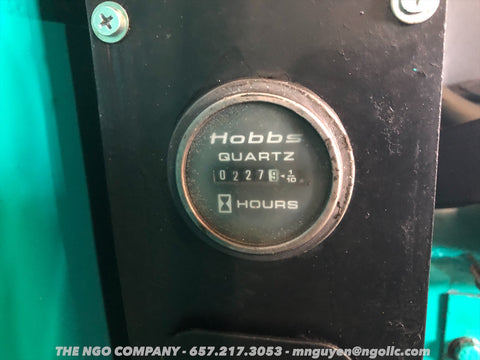 Hobbs
QUARTZ
02279 ◄ 1/10
HOURS
THE NGO COMPANY - 657.217.3053 - mnguyen@ngollc.com